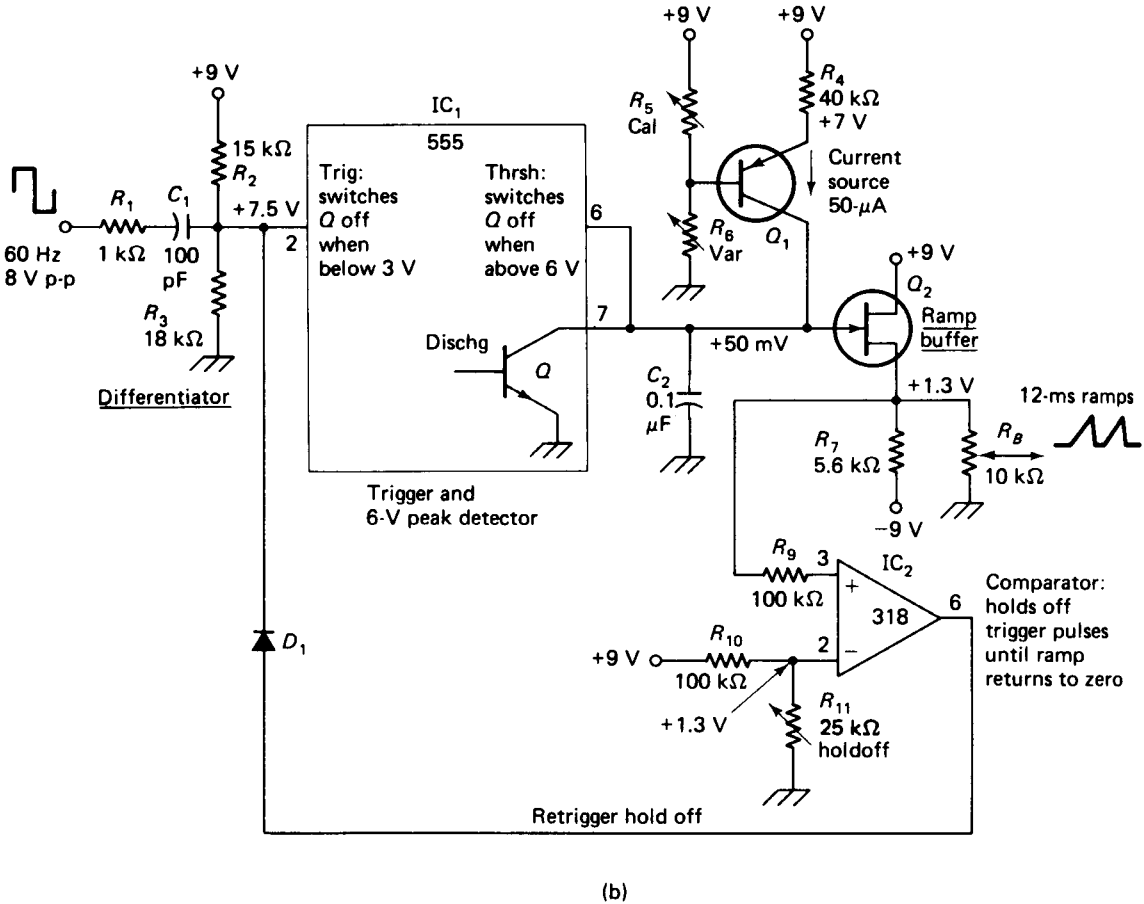 +9 V
+9 V
+9 V
R4
40 kΩ
+7 V
R5
Cal
IC1
555
15 kΩ
R2
Trig:
switches
Q off
when
below 3 V
Thrsh:
switches
Q off
when
above 6 V
Current
source
50-μA
R1
C1
+7.5 V
2
6
60 Hz
8 V p-p
1 kΩ
100
pF
R6
Var
Q1
+9 V
Q2
R3
18 kΩ
7
Ramp
buffer
Dischg
Q
+50 mV
Differentiator
C2
0.1
μF
+1.3 V
12-ms ramps
R7
5.6 kΩ
RB
10 kΩ
Trigger and
6-V peak detector
−9 V
R9
100 kΩ
3
IC2
+
318
6
−
Comparator:
holds off
trigger pulses
until ramp
returns to zero
D1
R10
+9 V
100 kΩ
2
+1.3 V
R11
25 kΩ
holdoff
Retrigger hold off
(b)